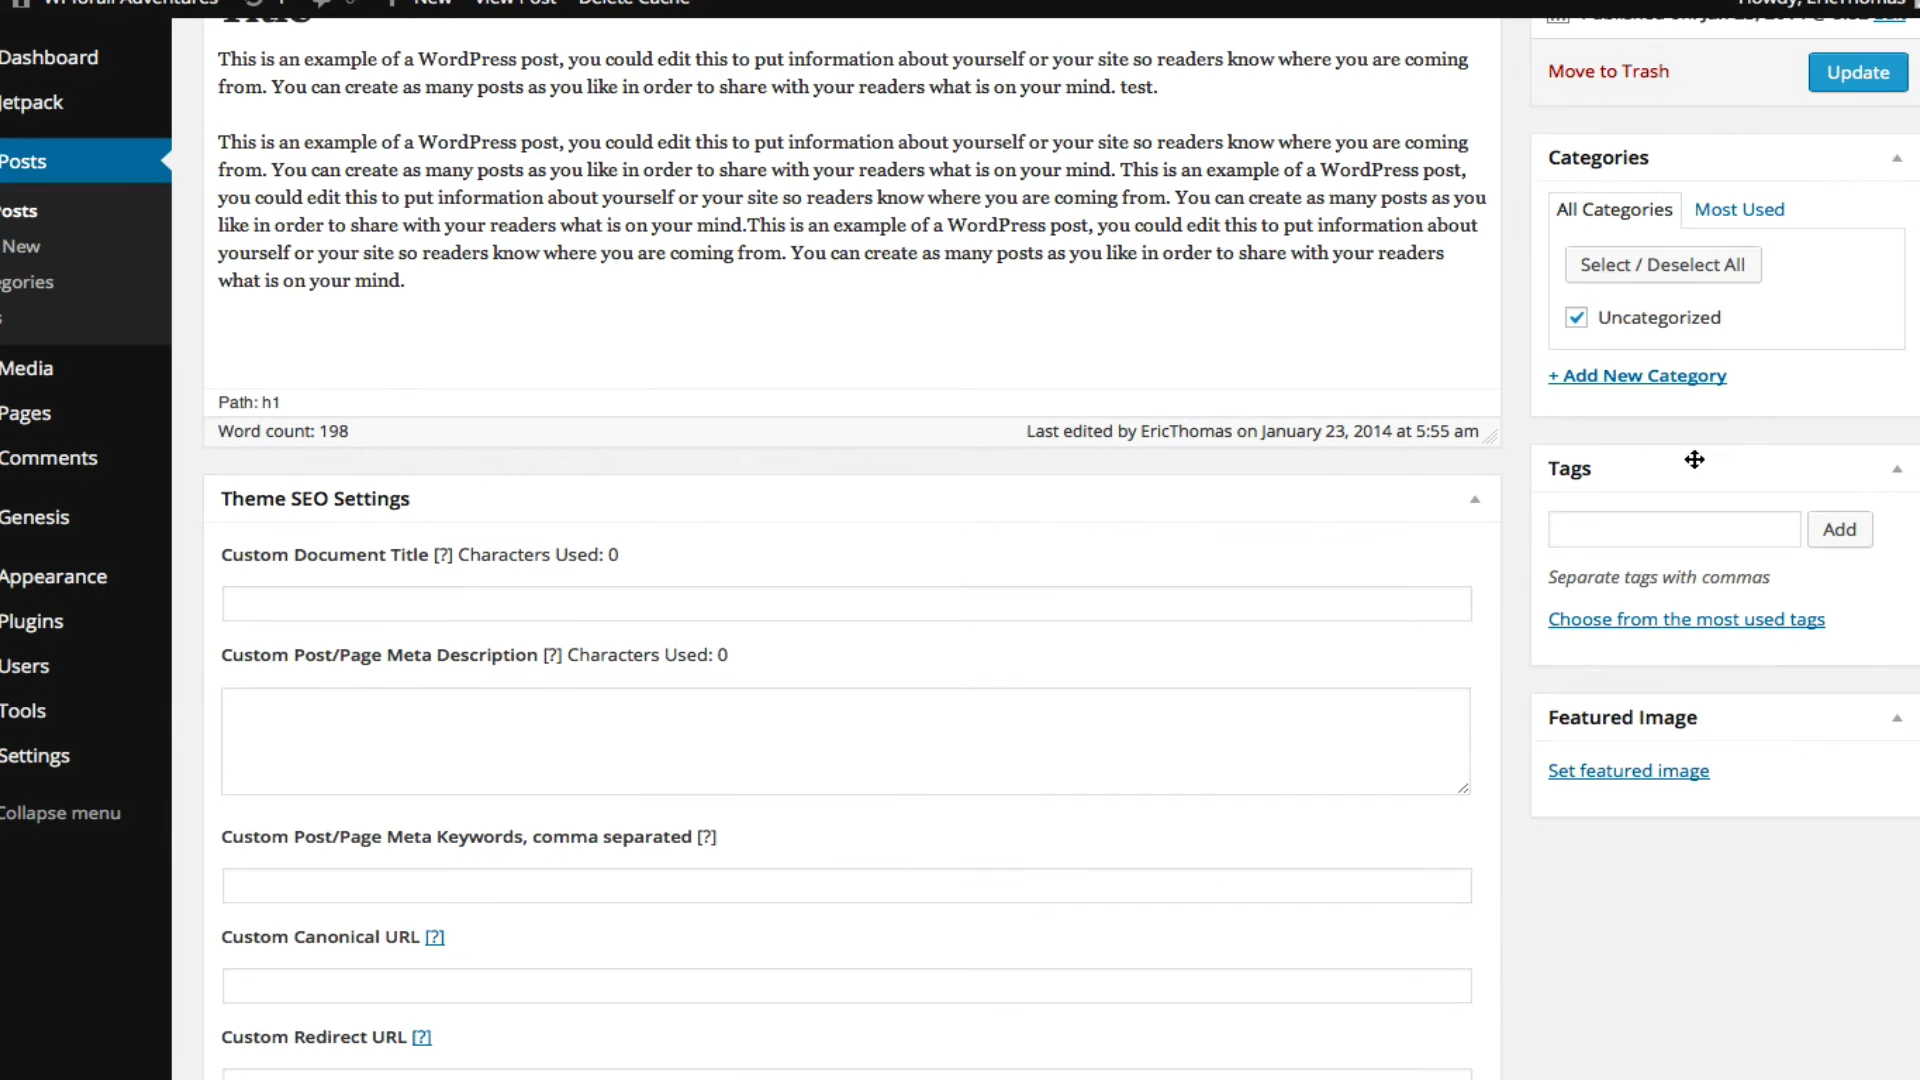 New View Post Delete Cache
Howdy, EricThomas
Dashboard
Jetpack
Posts
Posts
New
gories
s
Media
Pages
Comments
Genesis
Appearance
Plugins
Users
Tools
Settings
Collapse menu
Title
This is an example of a WordPress post, you could edit this to put information about yourself or your site so readers know where you are coming
from. You can create as many posts as you like in order to share with your readers what is on your mind. test.
This is an example of a WordPress post, you could edit this to put information about yourself or your site so readers know where you are coming
from. You can create as many posts as you like in order to share with your readers what is on your mind. This is an example of a WordPress post,
you could edit this to put information about yourself or your site so readers know where you are coming from. You can create as many posts as you
like in order to share with your readers what is on your mind.This is an example of a WordPress post, you could edit this to put information about
yourself or your site so readers know where you are coming from. You can create as many posts as you like in order to share with your readers
what is on your mind.
Path: h1
Word count: 198
Last edited by EricThomas on January 23, 2014 at 5:55 am
Theme SEO Settings
Custom Document Title [?] Characters Used: 0
Custom Post/Page Meta Description [?] Characters Used: 0
Custom Post/Page Meta Keywords, comma separated [?]
Custom Canonical URL [?]
Custom Redirect URL [?]
Move to Trash
Update
Categories
All Categories
Most Used
Select / Deselect All
Uncategorized
+ Add New Category
Tags
Add
Separate tags with commas
Choose from the most used tags
Featured Image
Set featured image